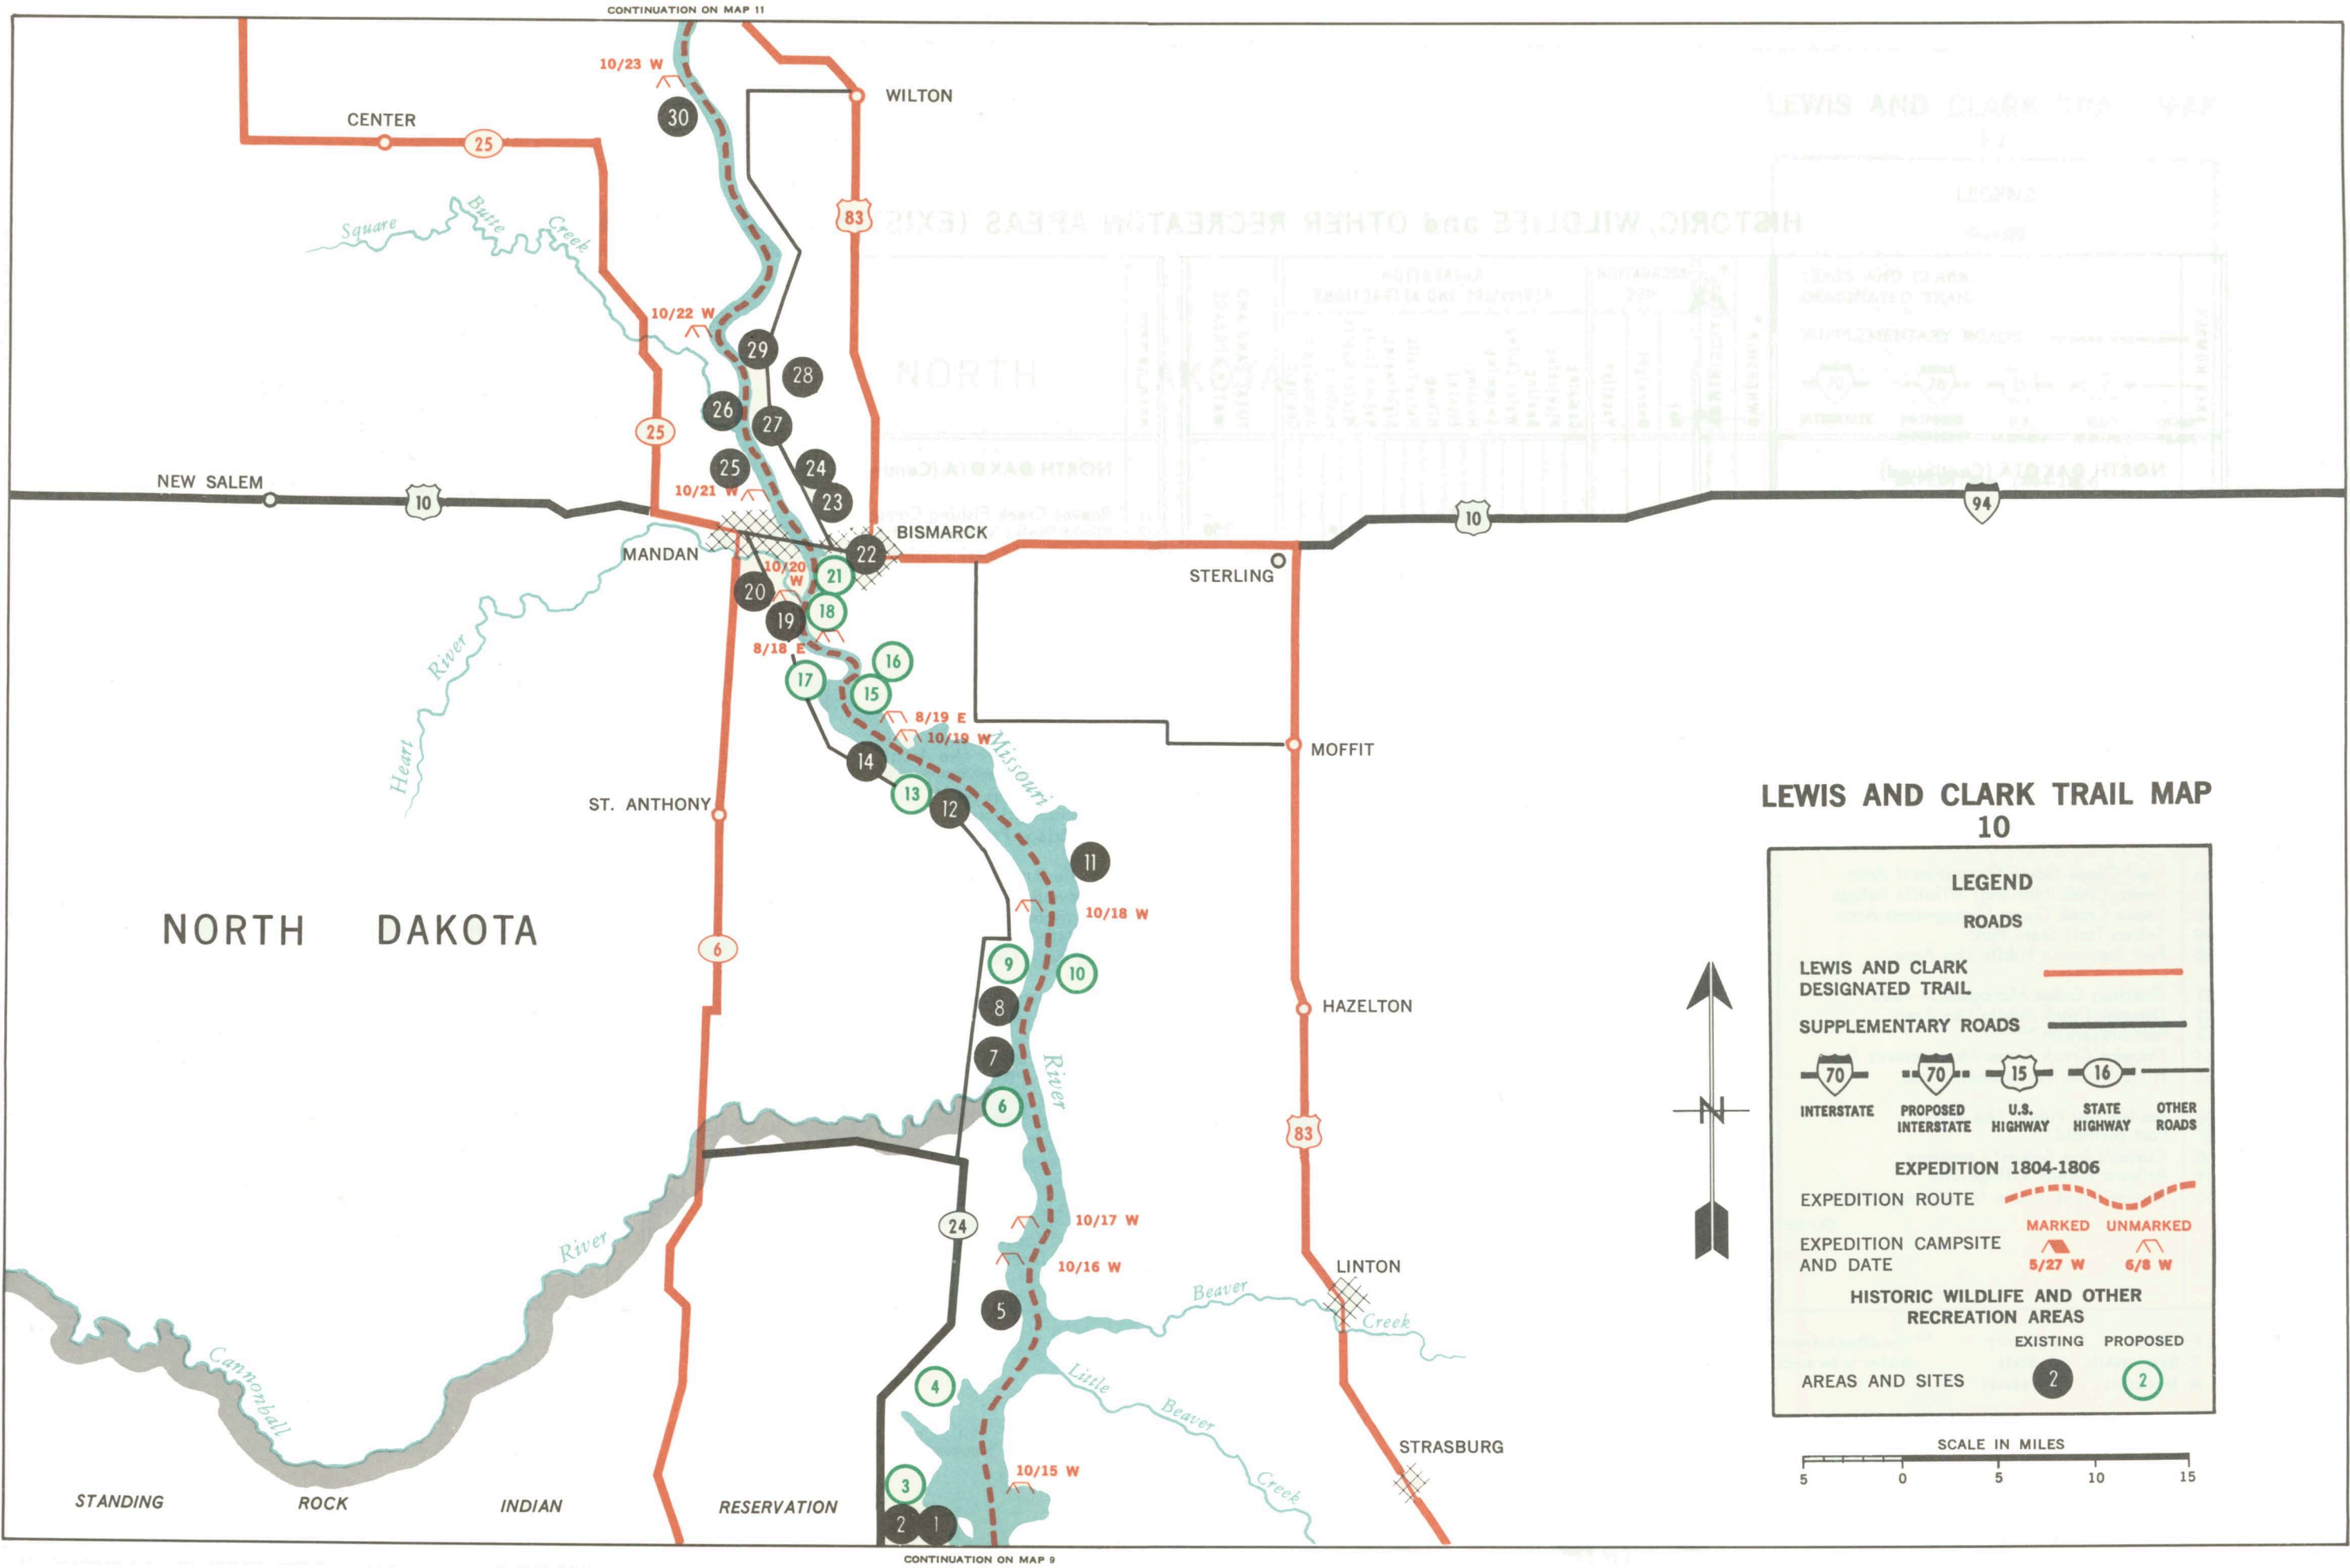 CONTINUATION ON MAP 11
10/23 W
30
WILTON
CENTER
25
83
Square Butte Creek
10/22 W
29
28
26
27
25
25
24
23
10/21 W
NEW SALEM
10
MANDAN
BISMARCK
22
10
94
STERLING
10/20
W
21
20
19
18
8/18 E
17
16
15
8/19 E
10/19 W
Heart River
MOFFIT
14
13
12
ST. ANTHONY
Missouri River
11
10/18 W
NORTH DAKOTA
6
9
10
8
7
6
HAZELTON
83
24
10/17 W
10/16 W
5
LINTON
Beaver Creek
Little Beaver Creek
4
Cannonball River
STRASBURG
10/15 W
3
2
1
STANDING ROCK INDIAN RESERVATION
CONTINUATION ON MAP 9
LEWIS AND CLARK TRAIL MAP
10
LEGEND
ROADS
LEWIS AND CLARK
DESIGNATED TRAIL
SUPPLEMENTARY ROADS
70 70 15 16
INTERSTATE PROPOSED INTERSTATE U.S. HIGHWAY STATE HIGHWAY OTHER ROADS
EXPEDITION 1804-1806
EXPEDITION ROUTE
MARKED UNMARKED
EXPEDITION CAMPSITE
AND DATE
5/27 W 6/8 W
HISTORIC WILDLIFE AND OTHER
RECREATION AREAS
EXISTING PROPOSED
AREAS AND SITES 2 2
N
SCALE IN MILES
5 0 5 10 15